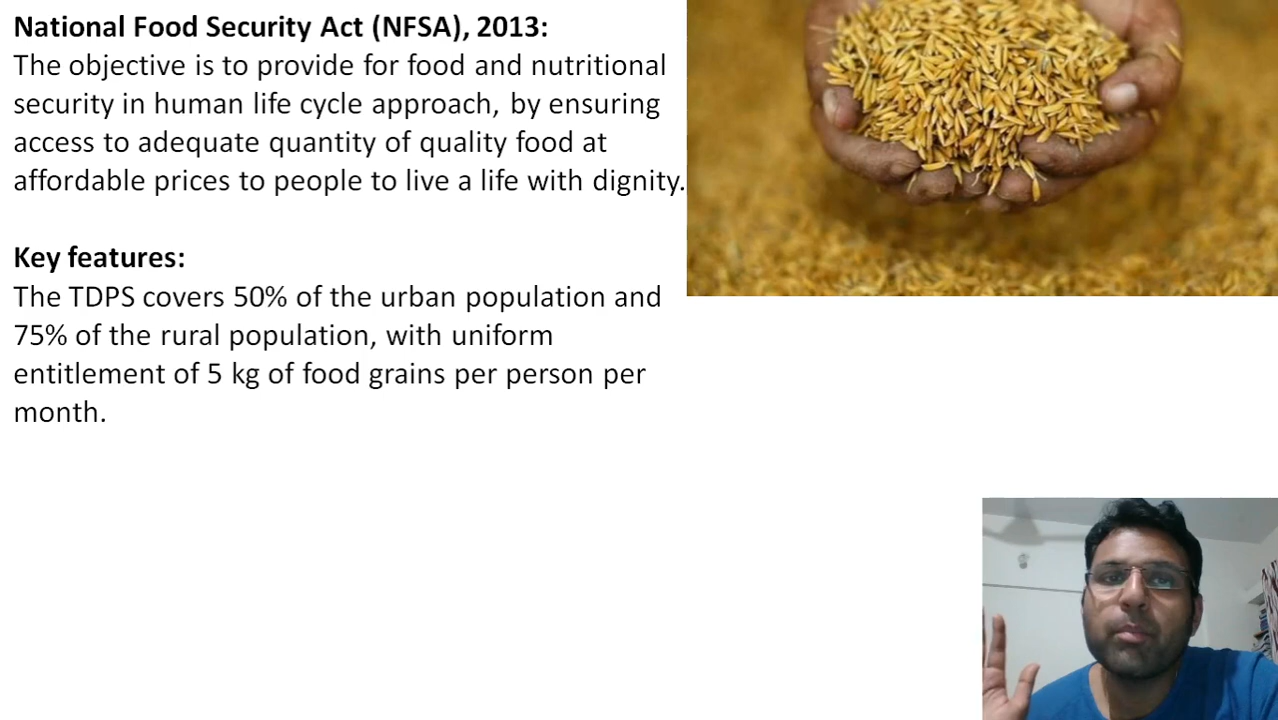 National Food Security Act (NFSA), 2013:
The objective is to provide for food and nutritional
security in human life cycle approach, by ensuring
access to adequate quantity of quality food at
affordable prices to people to live a life with dignity.
Key features:
The TDPS covers 50% of the urban population and
75% of the rural population, with uniform
entitlement of 5 kg of food grains per person per
month.